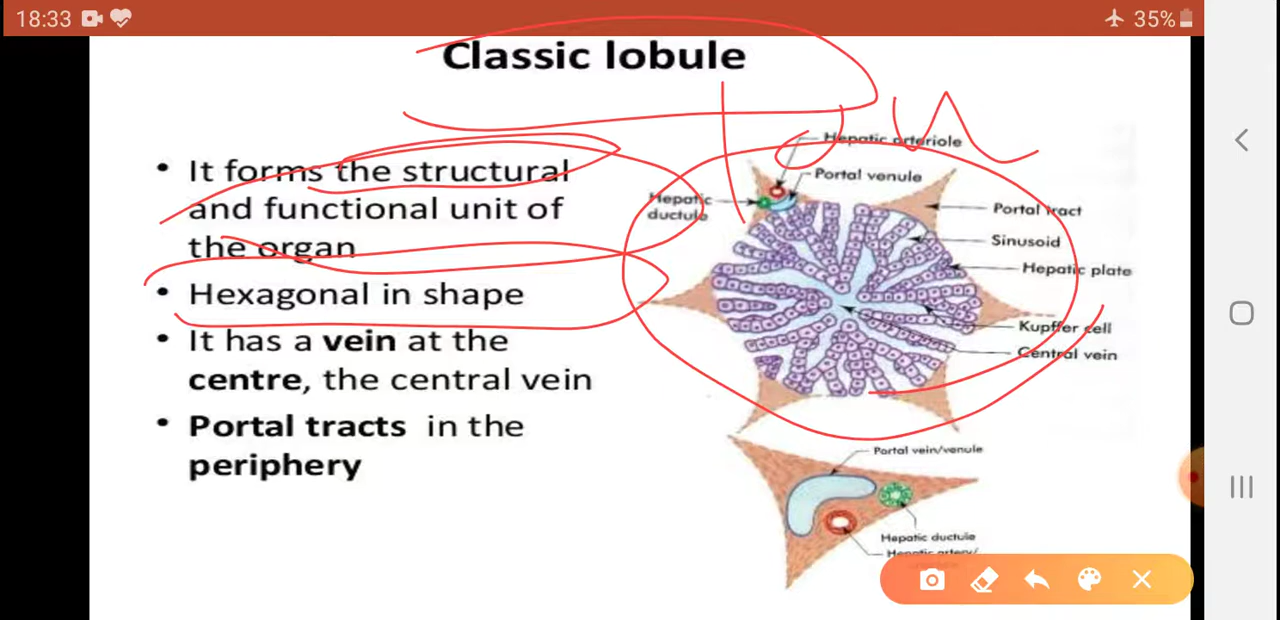 18:33
35%
Classic lobule
• It forms the structural
and functional unit of
the organ
• Hexagonal in shape
• It has a vein at the
centre, the central vein
• Portal tracts in the
periphery
Hepatic arteriole
Portal venule
Hepatic
ductule
Portal tract
Sinusoid
Hepatic plate
Kupffer cell
Central vein
Portal vein/venule
Hepatic ductule
Hepatic artery/